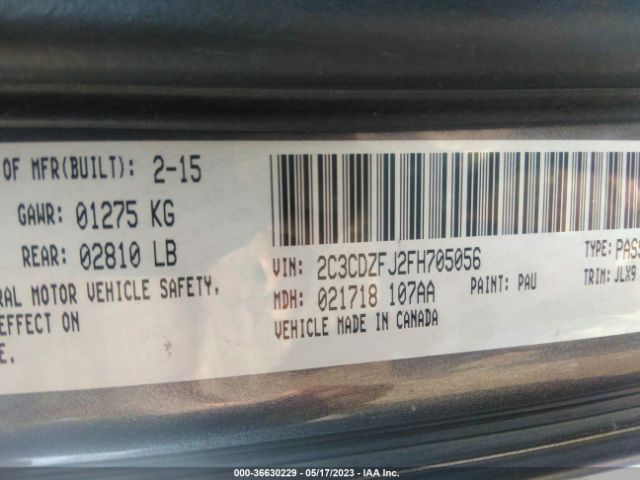 OF MFR(BUILT): 2-15
GAWR: 01275 KG
REAR: 02810 LB
RAL MOTOR VEHICLE SAFETY,
EFFECT ON
E.
VIN: 2C3CDZFJ2FH705056
TYPE: PASS
MDH: 021718 107AA
PAINT: PAU
TRIM: JLX9
VEHICLE MADE IN CANADA
000-36630229 - 05/17/2023 - IAA Inc.